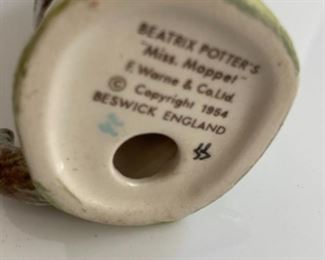 BEATRIX POTTER'S
"Miss. Moppet"
F. Warne & Co. Ltd.
© Copyright 1954
BESWICK ENGLAND